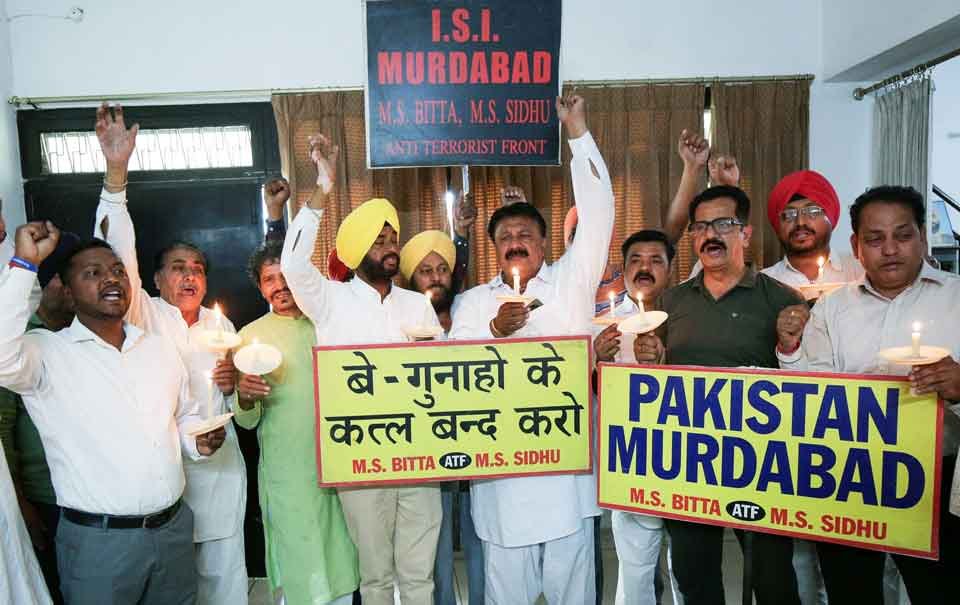 I.S.I.
MURDABAD
M.S. BITTA, M.S. SIDHU
ANTI TERRORIST FRONT
बे - गुनाहो के
कत्ल बन्द करो
M.S. BITTA ATF M.S. SIDHU
PAKISTAN
MURDABAD
M.S. BITTA ATF M.S. SIDHU